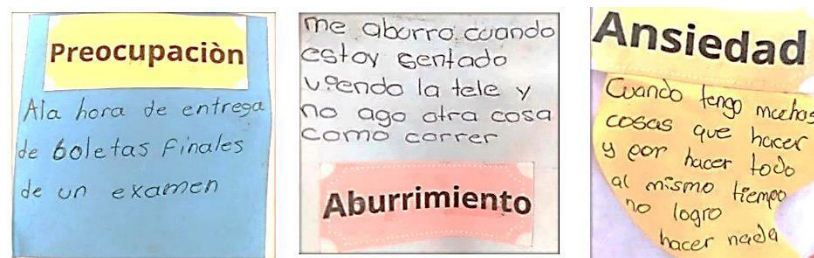 Preocupaciòn
Ala hora de entrega
de boletas Finales
de un examen
me aburro cuando
estoy sentado
viendo la tele y
no ago otra cosa
como correr
Aburrimiento
Ansiedad
Cuando tengo muchas
cosas que hacer
y por hacer todo
al mismo tiempo
no logro
hacer nada